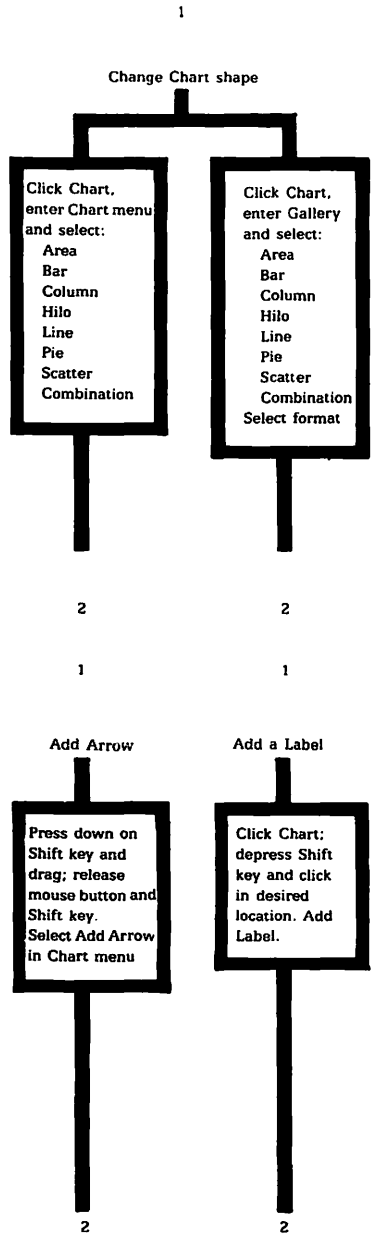 1
Change Chart shape
Click Chart,
enter Chart menu
and select:
Area
Bar
Column
Hilo
Line
Pie
Scatter
Combination
Click Chart,
enter Gallery
and select:
Area
Bar
Column
Hilo
Line
Pie
Scatter
Combination
Select format
2
2
1
1
Add Arrow
Press down on
Shift key and
drag; release
mouse button and
Shift key.
Select Add Arrow
in Chart menu
2
Add a Label
Click Chart;
depress Shift
key and click
in desired
location. Add
Label.
2